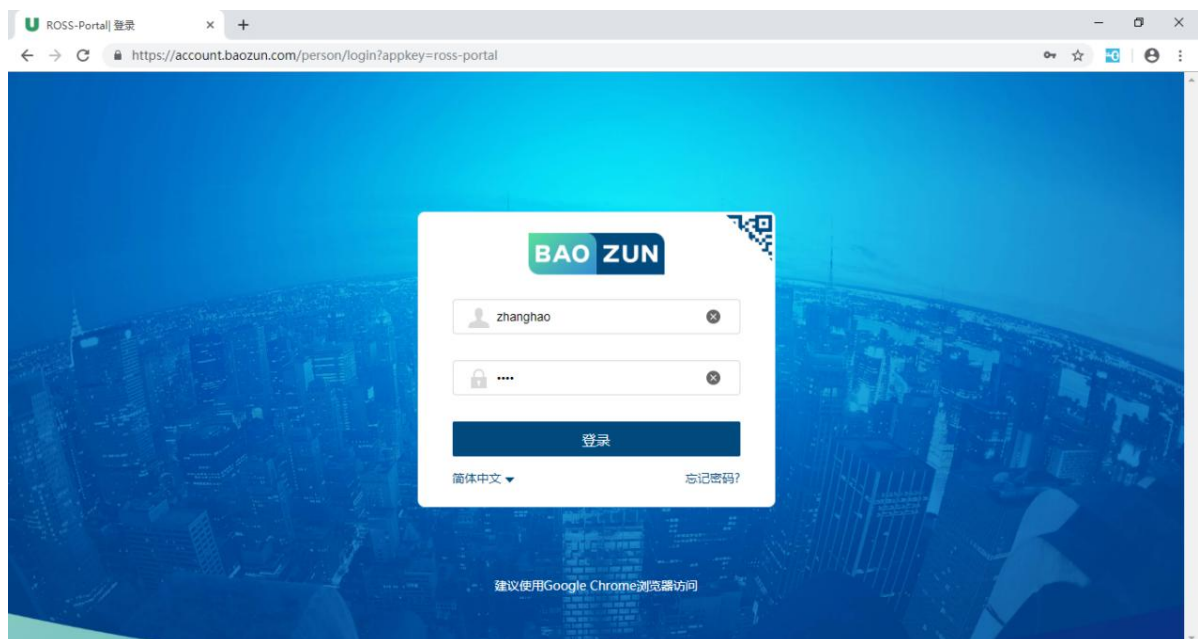 ROSS-Portal| 登录
https://account.baozun.com/person/login?appkey=ross-portal
BAO ZUN
zhanghao
••••
登录
简体中文
忘记密码?
建议使用Google Chrome浏览器访问